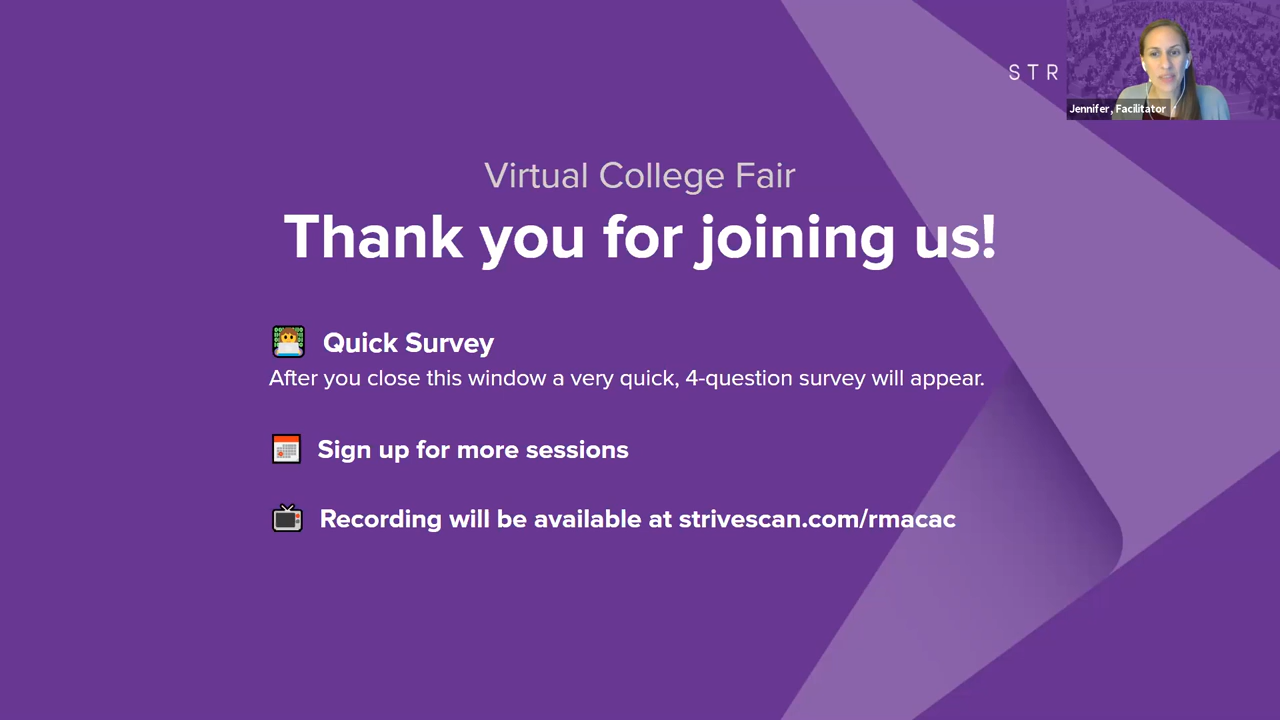 STR
Jennifer, Facilitator
Virtual College Fair
Thank you for joining us!
Quick Survey
After you close this window a very quick, 4-question survey will appear.
Sign up for more sessions
Recording will be available at strivescan.com/rmacac